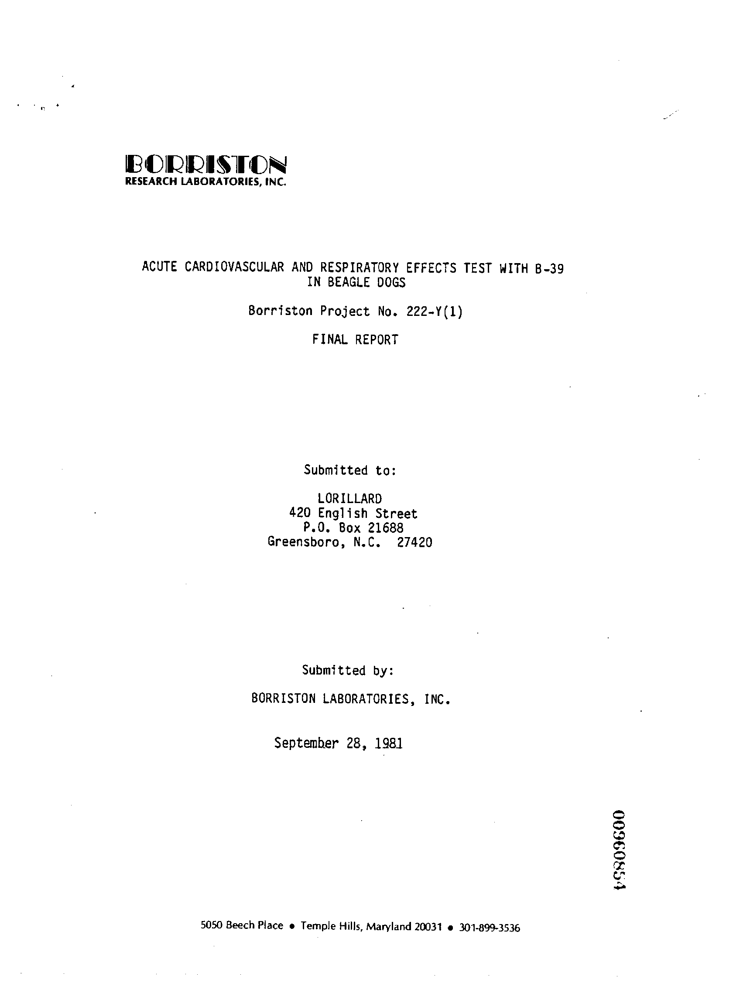 BORRISTON
RESEARCH LABORATORIES, INC.
ACUTE CARDIOVASCULAR AND RESPIRATORY EFFECTS TEST WITH B-39
IN BEAGLE DOGS
Borriston Project No. 222-Y(1)
FINAL REPORT
Submitted to:
LORILLARD
420 English Street
P.O. Box 21688
Greensboro, N.C. 27420
Submitted by:
BORRISTON LABORATORIES, INC.
September 28, 1981
00960854
5050 Beech Place • Temple Hills, Maryland 20031 • 301-899-3536